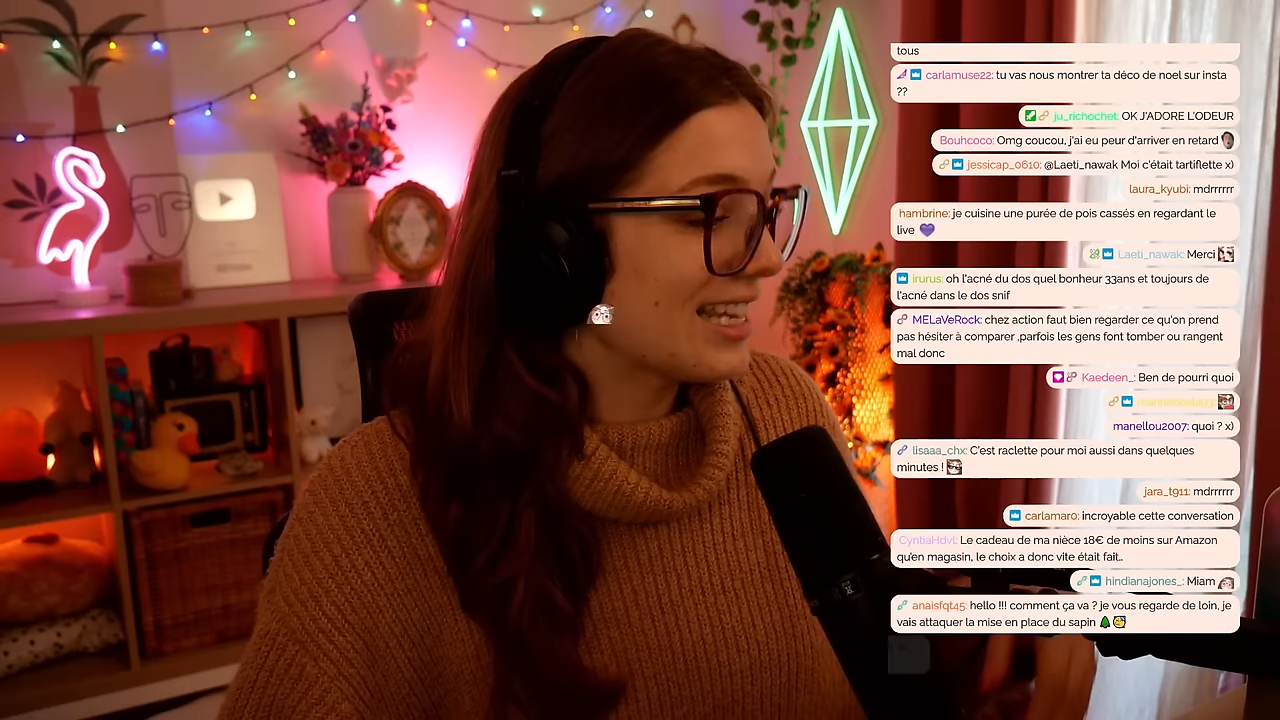 tous
carlamuse22: tu vas nous montrer ta déco de noel sur insta
??
ju_richochet: OK J'ADORE L'ODEUR
Bouhcoco: Omg coucou, j'ai eu peur d'arriver en retard
jessicap_0610: @Laeti_nawak Moi c'était tartiflette x)
laura_kyubi: mdrrrrrr
hambrine: je cuisine une purée de pois cassés en regardant le
live 💜
Laeti_nawak: Merci
irurus: oh l'acné du dos quel bonheur 33ans et toujours de
l'acné dans le dos snif
MELaVeRock: chez action faut bien regarder ce qu'on prend
pas hésiter à comparer ,parfois les gens font tomber ou rangent
mal donc
Kaedeen_: Ben de pourri quoi
manellou2007: quoi ? x)
lisaaa_chx: C'est raclette pour moi aussi dans quelques
minutes !
jara_t911: mdrrrrrr
carlamar0: incroyable cette conversation
CyntiaHdvl: Le cadeau de ma nièce 18€ de moins sur Amazon
qu'en magasin, le choix a donc vite était fait..
hindianajones_: Miam
anaisfqt45: hello !!! comment ça va ? je vous regarde de loin, je
vais attaquer la mise en place du sapin 🌲🥳